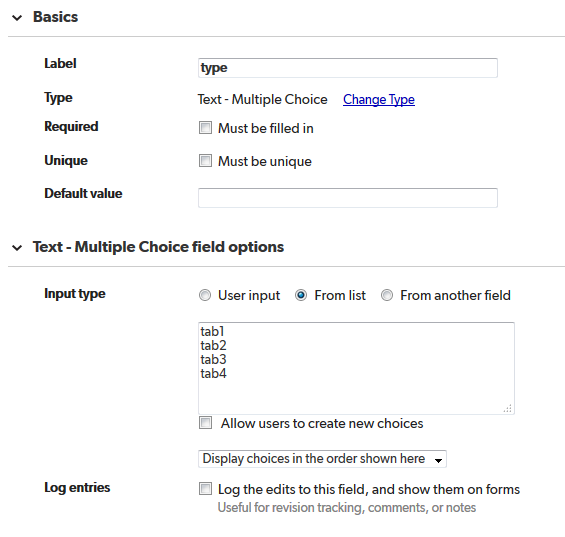 Basics
Label type
Type Text - Multiple Choice Change Type
Required Must be filled in
Unique Must be unique
Default value
Text - Multiple Choice field options
Input type User input From list From another field
tab1
tab2
tab3
tab4
Allow users to create new choices
Display choices in the order shown here
Log entries Log the edits to this field, and show them on forms
Useful for revision tracking, comments, or notes